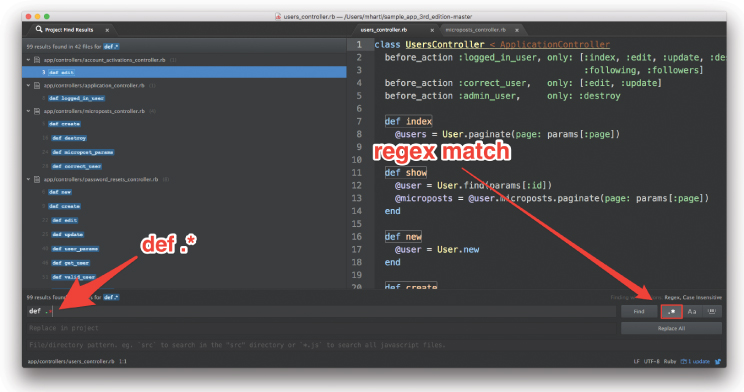 users_controller.rb — /Users/mhartl/sample_app_3rd_edition-master
Project Find Results
users_controller.rb
microposts_controller.rb
99 results found in 42 files for def.*
app/controllers/account_activations_controller.rb (1)
3 def edit
app/controllers/application_controller.rb
def logged_in_user
app/controllers/microposts_controller.rb (4)
def create
def destroy
def micropost_params
def correct_user
app/controllers/password_resets_controller.rb
def new
def create
def edit
def update
def user_params
def get_user
def valid_user
1 class UsersController < ApplicationController
2 before_action :logged_in_user, only: [:index, :edit, :update, :de
3 :following, :followers]
4 before_action :correct_user, only: [:edit, :update]
5 before_action :admin_user, only: :destroy
6
7 def index
8 @users = User.paginate(page: params[:page])
9
10
11 def show
12 @user = User.find(params[:id])
13 @microposts = @user.microposts.paginate(page: params[:page])
14 end
15
16 def new
17 @user = User.new
18 end
19
20 def create
regex match
def .*
99 results found for def.*
Regex, Case Insensitive
def .*
Find
.*
Aa
Replace in project
Replace All
File/directory pattern. eg. `src` to search in the "src" directory or `*.js` to search all javascript files.
app/controllers/users_controller.rb 1:1
LF UTF-8 Ruby 1 update